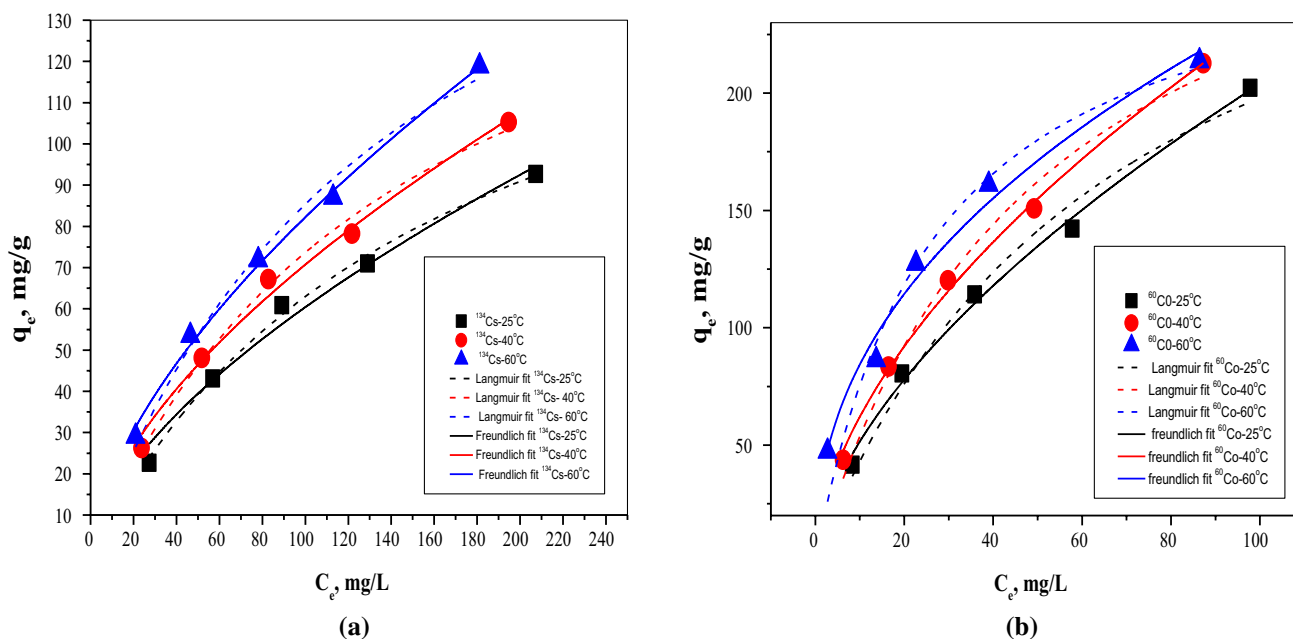 q_e, mg/g
130
120
110
100
90
80
70
60
50
40
30
20
10
0 20 40 60 80 100 120 140 160 180 200 220 240
C_e, mg/L
(a)
^134Cs-25°C
^134Cs-40°C
^134Cs-60°C
Langmuir fit ^134Cs-25°C
Langmuir fit ^134Cs- 40°C
Langmuir fit ^134Cs- 60°C
Freundlich fit ^134Cs-25°C
Freundlich fit ^134Cs-40°C
Freundlich fit ^134Cs-60°C
q_e, mg/g
200
150
100
50
0 20 40 60 80 100
C_e, mg/L
(b)
^60C0-25°C
^60C0-40°C
^60C0-60°C
Langmuir fit ^60Co-25°C
Langmuir fit ^60Co-40°C
Langmuir fit ^60Co-60°C
freundlich fit ^60Co-25°C
freundlich fit ^60Co-40°C
freundlich fit ^60Co-60°C